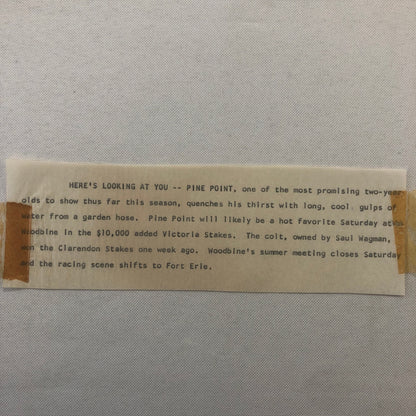 HERE'S LOOKING AT YOU -- PINE POINT, one of the most promising two-year
olds to show thus far this season, quenches his thirst with long, cool gulps of
water from a garden hose. Pine Point will likely be a hot favorite Saturday at
Woodbine in the $10,000 added Victoria Stakes. The colt, owned by Saul Wagman,
won the Clarendon Stakes one week ago. Woodbine's summer meeting closes Saturday
and the racing scene shifts to Fort Erie.